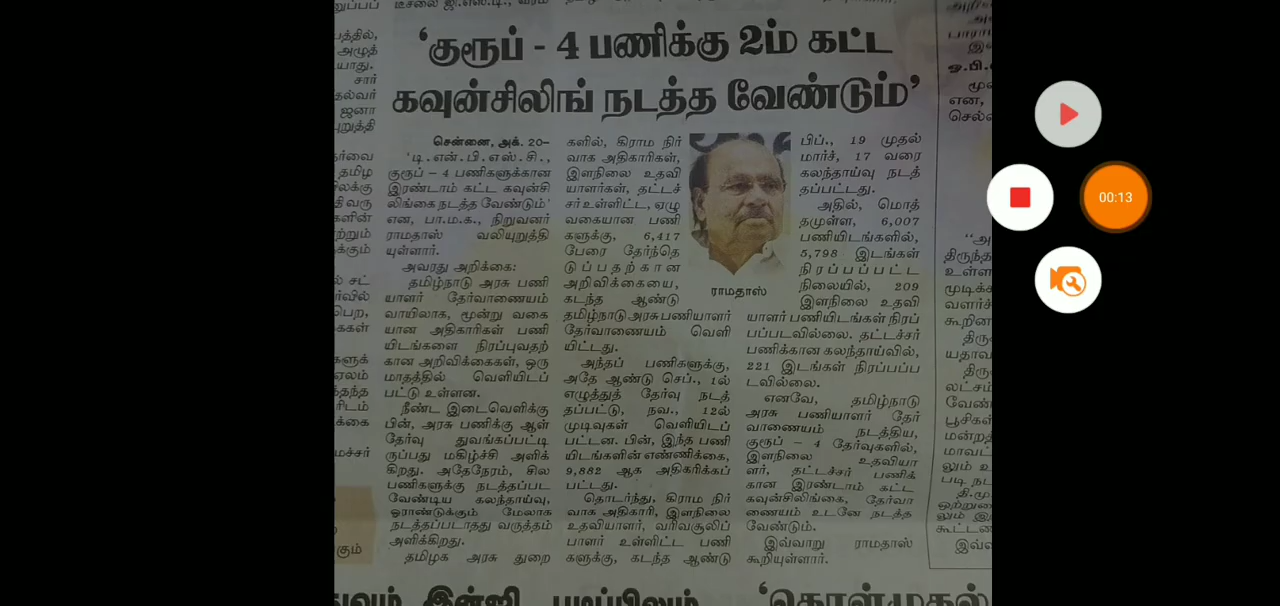 ‘குரூப் - 4 பணிக்கு 2ம் கட்ட
கவுன்சிலிங் நடத்த வேண்டும்’
சென்னை, அக். 20–
'டி.என்.பி.எஸ்.சி.,
குரூப் – 4 பணிகளுக்கான
இரண்டாம் கட்ட கவுன்சி
லிங்கை நடத்த வேண்டும்'
என, பா.ம.க., நிறுவனர்
ராமதாஸ் வலியுறுத்தி
யுள்ளார்.
அவரது அறிக்கை:
தமிழ்நாடு அரசு பணி
யாளர் தேர்வாணையம்
வாயிலாக, மூன்று வகை
யான அதிகாரிகள் பணி
யிடங்களை நிரப்புவதற்
கான அறிவிக்கைகள், ஒரு
மாதத்தில் வெளியிடப்
பட்டு உள்ளன.
நீண்ட இடைவெளிக்கு
பின், அரசு பணிக்கு ஆள்
தேர்வு துவங்கப்பட்டி
ருப்பது மகிழ்ச்சி அளிக்
கிறது. அதேநேரம், சில
பணிகளுக்கு நடத்தப்பட
வேண்டிய கலந்தாய்வு,
ஓராண்டுக்கும் மேலாக
நடத்தப்படாதது வருத்தம்
அளிக்கிறது.
தமிழக அரசு துறை
களில், கிராம நிர்
வாக அதிகாரிகள்,
இளநிலை உதவி
யாளர்கள், தட்டச்
சர் உள்ளிட்ட, ஏழு
வகையான பணி
களுக்கு, 6,417
பேரை தேர்ந்தெ
டுப்பதற்கான
அறிவிக்கையை,
கடந்த ஆண்டு
தமிழ்நாடு அரசு பணியாளர்
தேர்வாணையம் வெளி
யிட்டது.
அந்தப் பணிகளுக்கு,
அதே ஆண்டு செப்., 1ல்
எழுத்துத் தேர்வு நடத்
தப்பட்டு, நவ., 12ல்
முடிவுகள் வெளியிடப்
பட்டன. பின், இந்த பணி
யிடங்களின் எண்ணிக்கை,
9,882 ஆக அதிகரிக்கப்
பட்டது.
தொடர்ந்து, கிராம நிர்
வாக அதிகாரி, இளநிலை
உதவியாளர், வரிவசூலிப்
பாளர் உள்ளிட்ட பணி
களுக்கு, கடந்த ஆண்டு
ராமதாஸ்
பிப்., 19 முதல்
மார்ச், 17 வரை
கலந்தாய்வு நடத்
தப்பட்டது.
அதில், மொத்
தமுள்ள, 6,007
பணியிடங்களில்,
5,798 இடங்கள்
நிரப்பப்பட்ட
நிலையில், 209
இளநிலை உதவி
யாளர் பணியிடங்கள் நிரப்
பப்படவில்லை. தட்டச்சர்
பணிக்கான கலந்தாய்வில்,
221 இடங்கள் நிரப்பப்ப
டவில்லை.
எனவே, தமிழ்நாடு
அரசு பணியாளர் தேர்
வாணையம் நடத்திய,
குரூப் – 4 தேர்வுகளில்,
இளநிலை உதவியா
ளர், தட்டச்சர் பணிக்
கான இரண்டாம் கட்ட
கவுன்சிலிங்கை, தேர்வா
ணையம் உடனே நடத்த
வேண்டும்.
இவ்வாறு ராமதாஸ்
கூறியுள்ளார்.
00:13